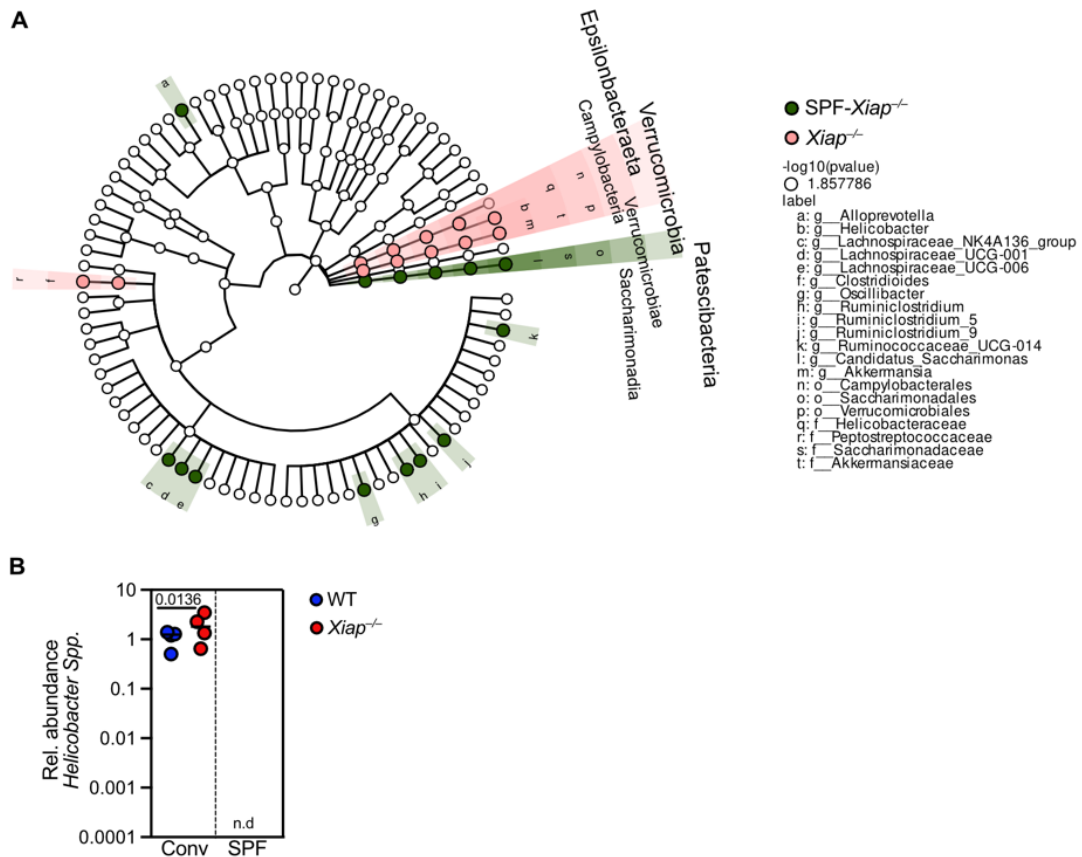 A
a
Epsilonbacteraeta
Campylobacteria
Verrucomicrobia
Verrucomicrobiae
Patescibacteria
Saccharimonadia
q
n
b
m
t
p
l
s
o
r
f
k
j
h
i
g
c
d
e
SPF-Xiap–/–
Xiap–/–
-log10(pvalue)
1.857786
label
a: g__Alloprevotella
b: g__Helicobacter
c: g__Lachnospiraceae_NK4A136_group
d: g__Lachnospiraceae_UCG-001
e: g__Lachnospiraceae_UCG-006
f: g__Clostridioides
g: g__Oscillibacter
h: g__Ruminiclostridium
i: g__Ruminiclostridium_5
j: g__Ruminiclostridium_9
k: g__Ruminococcaceae_UCG-014
l: g__Candidatus_Saccharimonas
m: g__Akkermansia
n: o__Campylobacterales
o: o__Saccharimonadales
p: o__Verrucomicrobiales
q: f__Helicobacteraceae
r: f__Peptostreptococcaceae
s: f__Saccharimonadaceae
t: f__Akkermansiaceae
B
Rel. abundance
Helicobacter Spp.
10
1
0.1
0.01
0.001
0.0001
0.0136
n.d
Conv SPF
WT
Xiap–/–